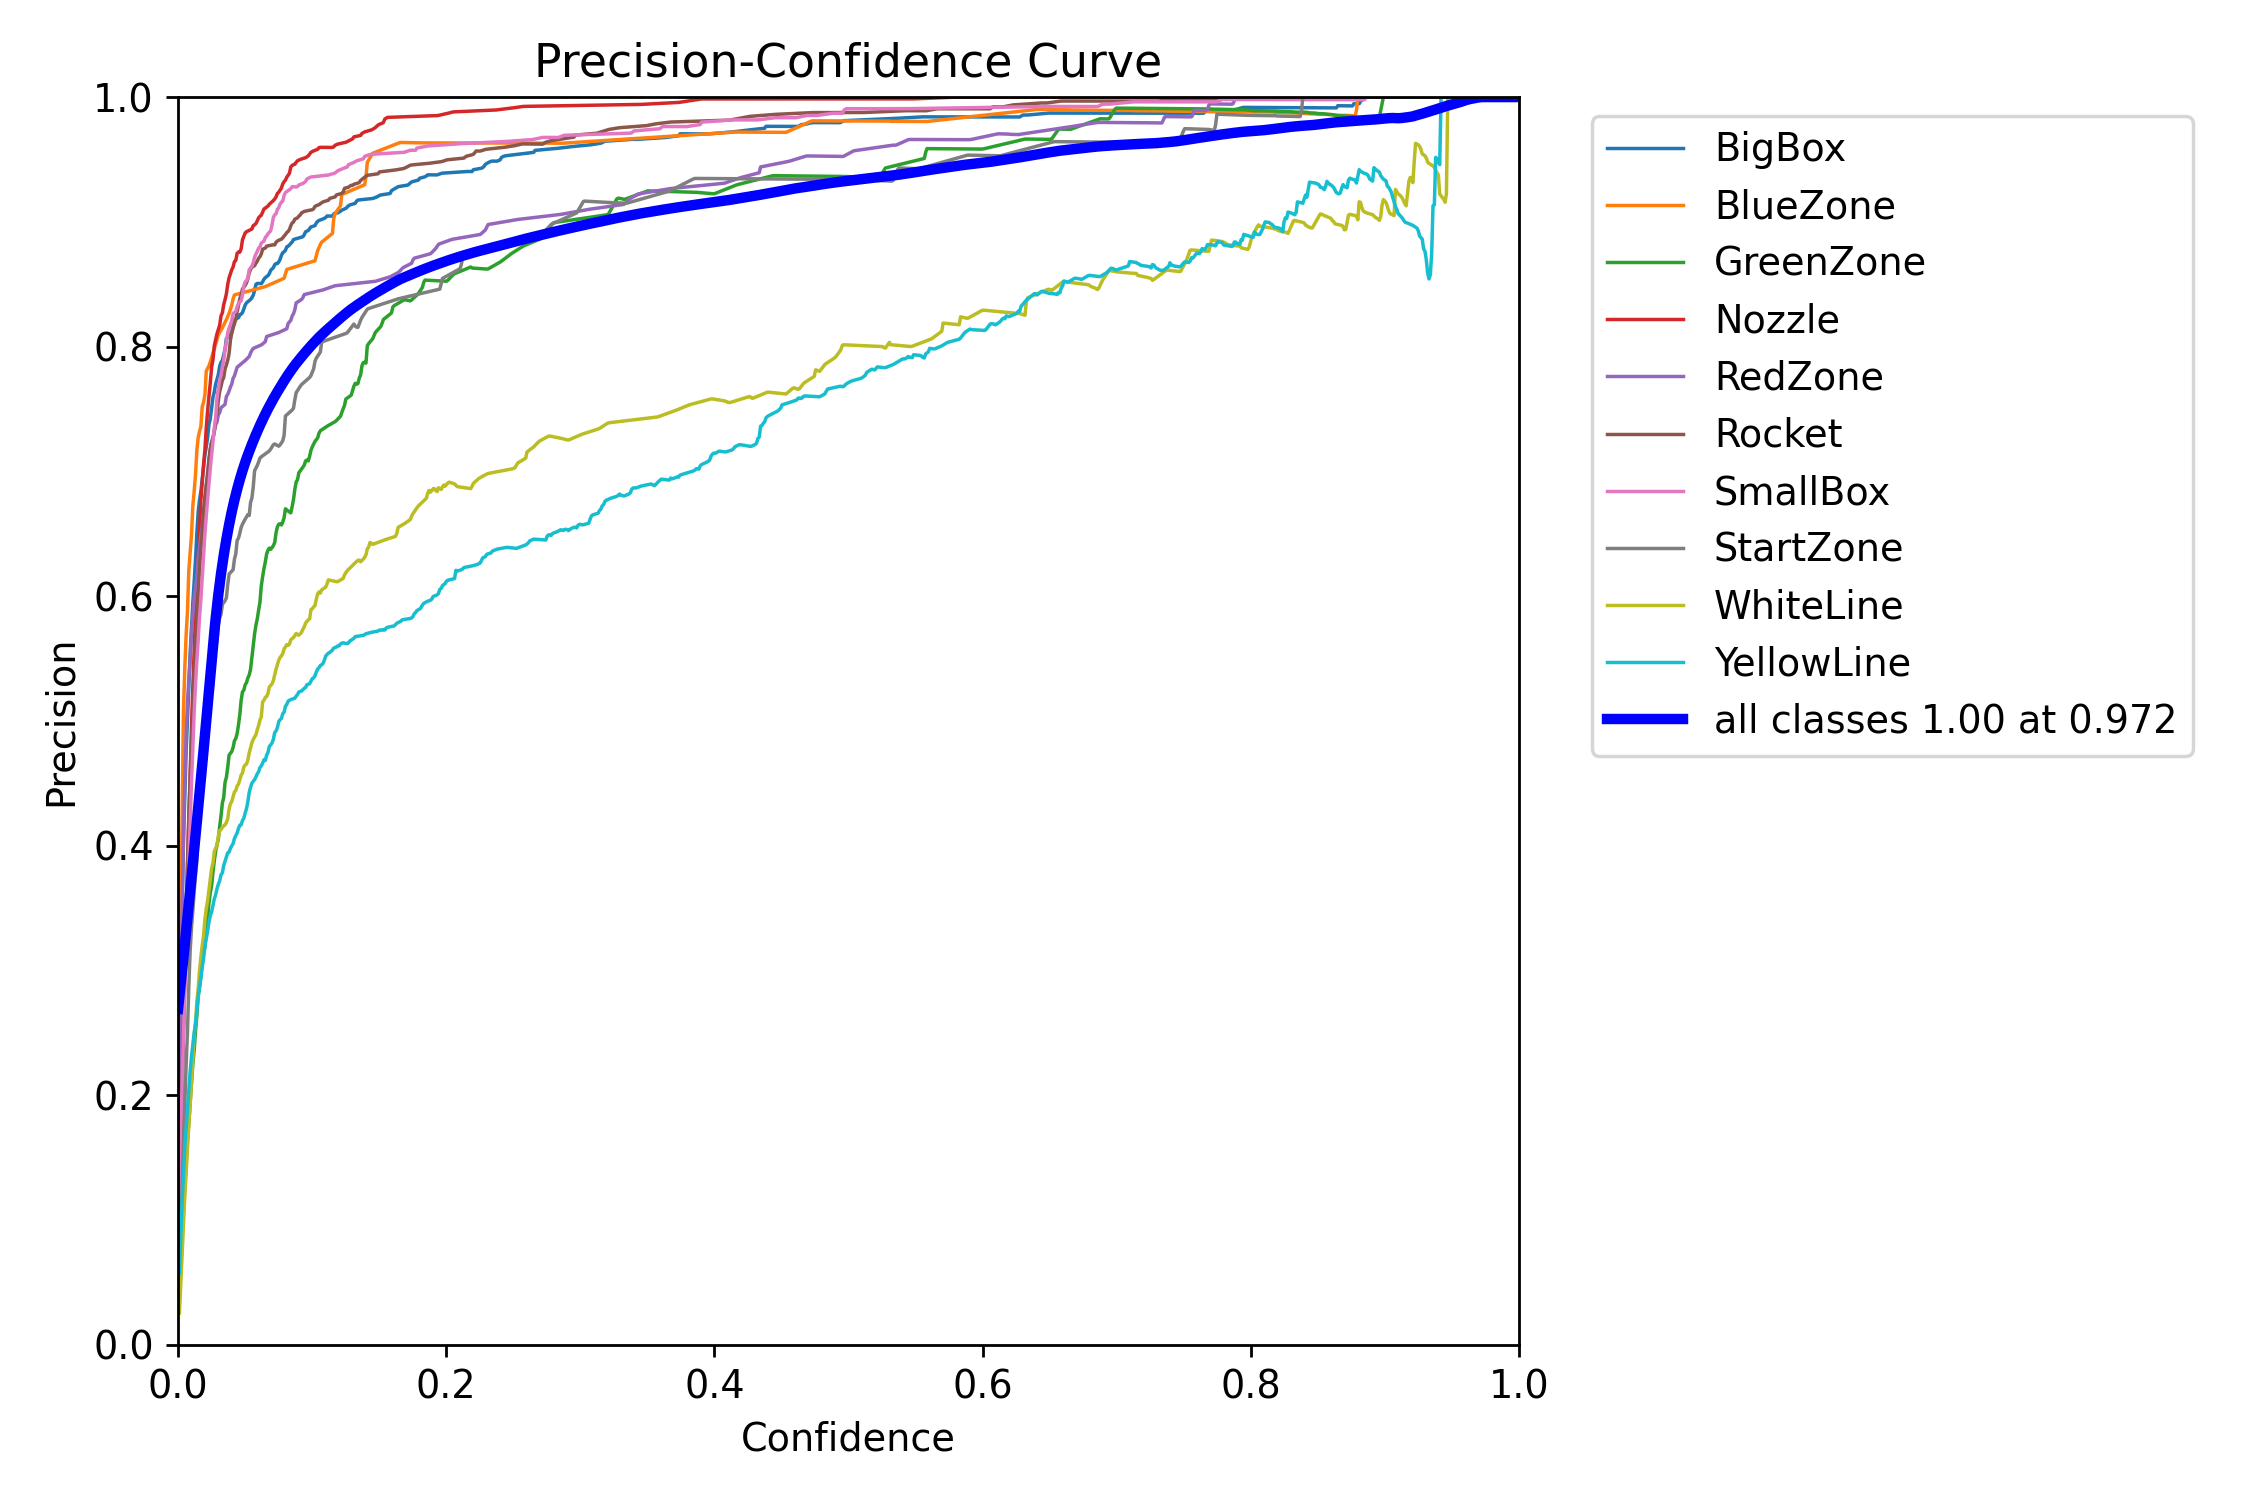 Precision-Confidence Curve
1.0
0.8
0.6
0.4
0.2
0.0
Precision
0.0 0.2 0.4 0.6 0.8 1.0
Confidence
BigBox
BlueZone
GreenZone
Nozzle
RedZone
Rocket
SmallBox
StartZone
WhiteLine
YellowLine
all classes 1.00 at 0.972